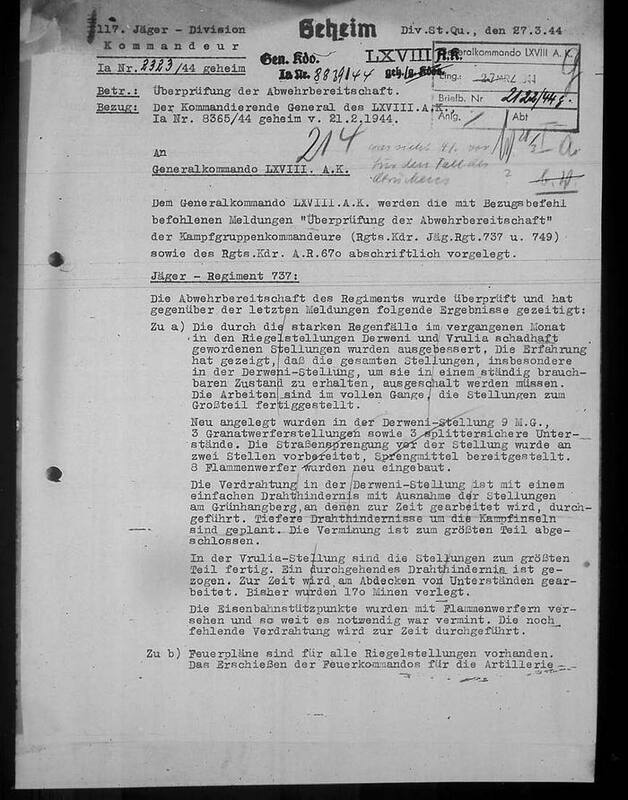 117. Jäger - Division
Geheim
Div.St.Qu., den 27.3.44
Kommandeur
Ia Nr. 2323/44 geheim
Gen. Kdo. LXVIII A.K.
Ia Nr. 8839/44 geh.
Generalkommando LXVIII A.K.
Eing.:
Briefb. Nr 2122/44 g.
Anlg. / Abt
Ia
Betr.: Überprüfung der Abwehrbereitschaft.
Bezug: Der Kommandierende General des LXVIII.A.K.
Ia Nr. 8365/44 geheim v. 21.2.1944.
214
An
Generalkommando LXVIII. A.K.
für den Fall des
Dem Generalkommando LXVIII.A.K. werden die mit Bezugsbefehl
befohlenen Meldungen "Überprüfung der Abwehrbereitschaft"
der Kampfgruppenkommandeure (Rgts.Kdr. Jäg.Rgt.737 u. 749)
sowie des Rgts.Kdr. A.R.67o abschriftlich vorgelegt.
Jäger - Regiment 737:
Die Abwehrbereitschaft des Regiments wurde überprüft und hat
gegenüber der letzten Meldungen folgende Ergebnisse gezeitigt:
Zu a) Die durch die starken Regenfälle im vergangenen Monat
in den Riegelstellungen Derweni und Vrulia schadhaft
gewordenen Stellungen wurden ausgebessert. Die Erfahrung
hat gezeigt, daß die gesamten Stellungen, insbesondere
in der Derweni-Stellung, um sie in einem ständig brauch-
baren Zustand zu erhalten, ausgeschalt werden müssen.
Die Arbeiten sind im vollen Gange, die Stellungen zum
Großteil fertiggestellt.
Neu angelegt wurden in der Derweni-Stellung 9 M.G.,
3 Granatwerferstellungen sowie 3 splittersichere Unter-
stände. Die Straßensprengung vor der Stellung wurde an
zwei Stellen vorbereitet, Sprengmittel bereitgestellt.
8 Flammenwerfer wurden neu eingebaut.
Die Verdrahtung in der Derweni-Stellung ist mit einem
einfachen Drahthindernis mit Ausnahme der Stellungen
am Grünhangberg, an denen zur Zeit gearbeitet wird, durch-
geführt. Tiefere Drahthindernisse um die Kampfinseln
sind geplant. Die Verminung ist zum größten Teil abge-
schlossen.
In der Vrulia-Stellung sind die Stellungen zum größten
Teil fertig. Ein durchgehendes Drahthindernis ist ge-
zogen. Zur Zeit wird am Abdecken von Unterständen gear-
beitet. Bisher wurden 17o Minen verlegt.
Die Eisenbahnstützpunkte wurden mit Flammenwerfern ver-
sehen und so weit es notwendig war vermint. Die noch
fehlende Verdrahtung wird zur Zeit durchgeführt.
Zu b) Feuerpläne sind für alle Riegelstellungen vorhanden.
Das Erschießen der Feuerkommandos für die Artillerie